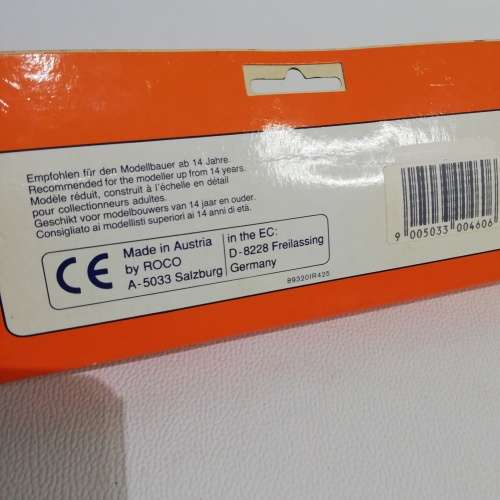 Empfohlen für den Modellbauer ab 14 Jahre.
Recommended for the modeller up from 14 years.
Modèle réduit, construit à l'échelle en détail
pour collectionneurs adultes.
Geschikt voor modelbouwers van 14 jaar en ouder.
Consigliato ai modellisti superiori ai 14 anni di età.
CE
Made in Austria
by ROCO
A-5033 Salzburg
in the EC:
D-8228 Freilassing
Germany
89320IR425
9 005033 004606